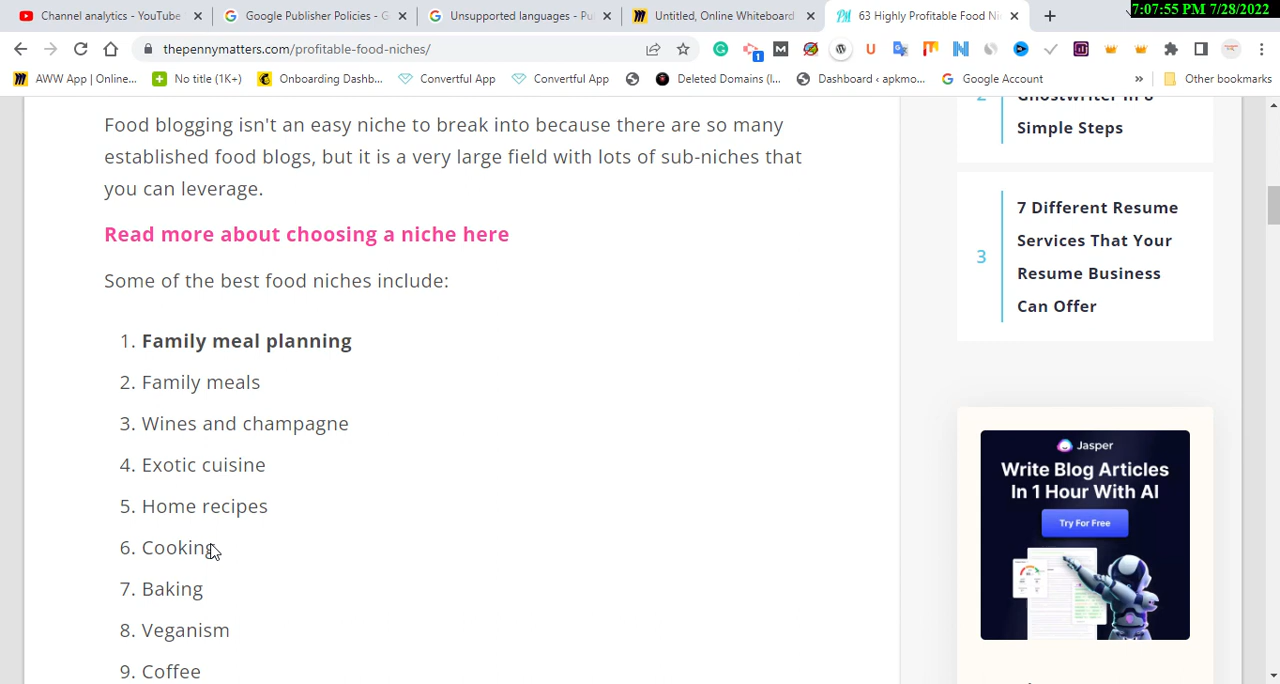 Channel analytics - YouTube
Google Publisher Policies - G
Unsupported languages - Pu
Untitled, Online Whiteboard
63 Highly Profitable Food Ni
7:07:55 PM 7/28/2022
thepennymatters.com/profitable-food-niches/
AWW App | Online...
No title (1K+)
Onboarding Dashb...
Convertful App
Convertful App
Deleted Domains (l...
Dashboard ‹ apkmo...
Google Account
»
Other bookmarks
Food blogging isn't an easy niche to break into because there are so many
established food blogs, but it is a very large field with lots of sub-niches that
you can leverage.
Read more about choosing a niche here
Some of the best food niches include:
1. Family meal planning
2. Family meals
3. Wines and champagne
4. Exotic cuisine
5. Home recipes
6. Cooking
7. Baking
8. Veganism
9. Coffee
2
Ghostwriter In 8
Simple Steps
3
7 Different Resume
Services That Your
Resume Business
Can Offer
Jasper
Write Blog Articles
In 1 Hour With AI
Try For Free